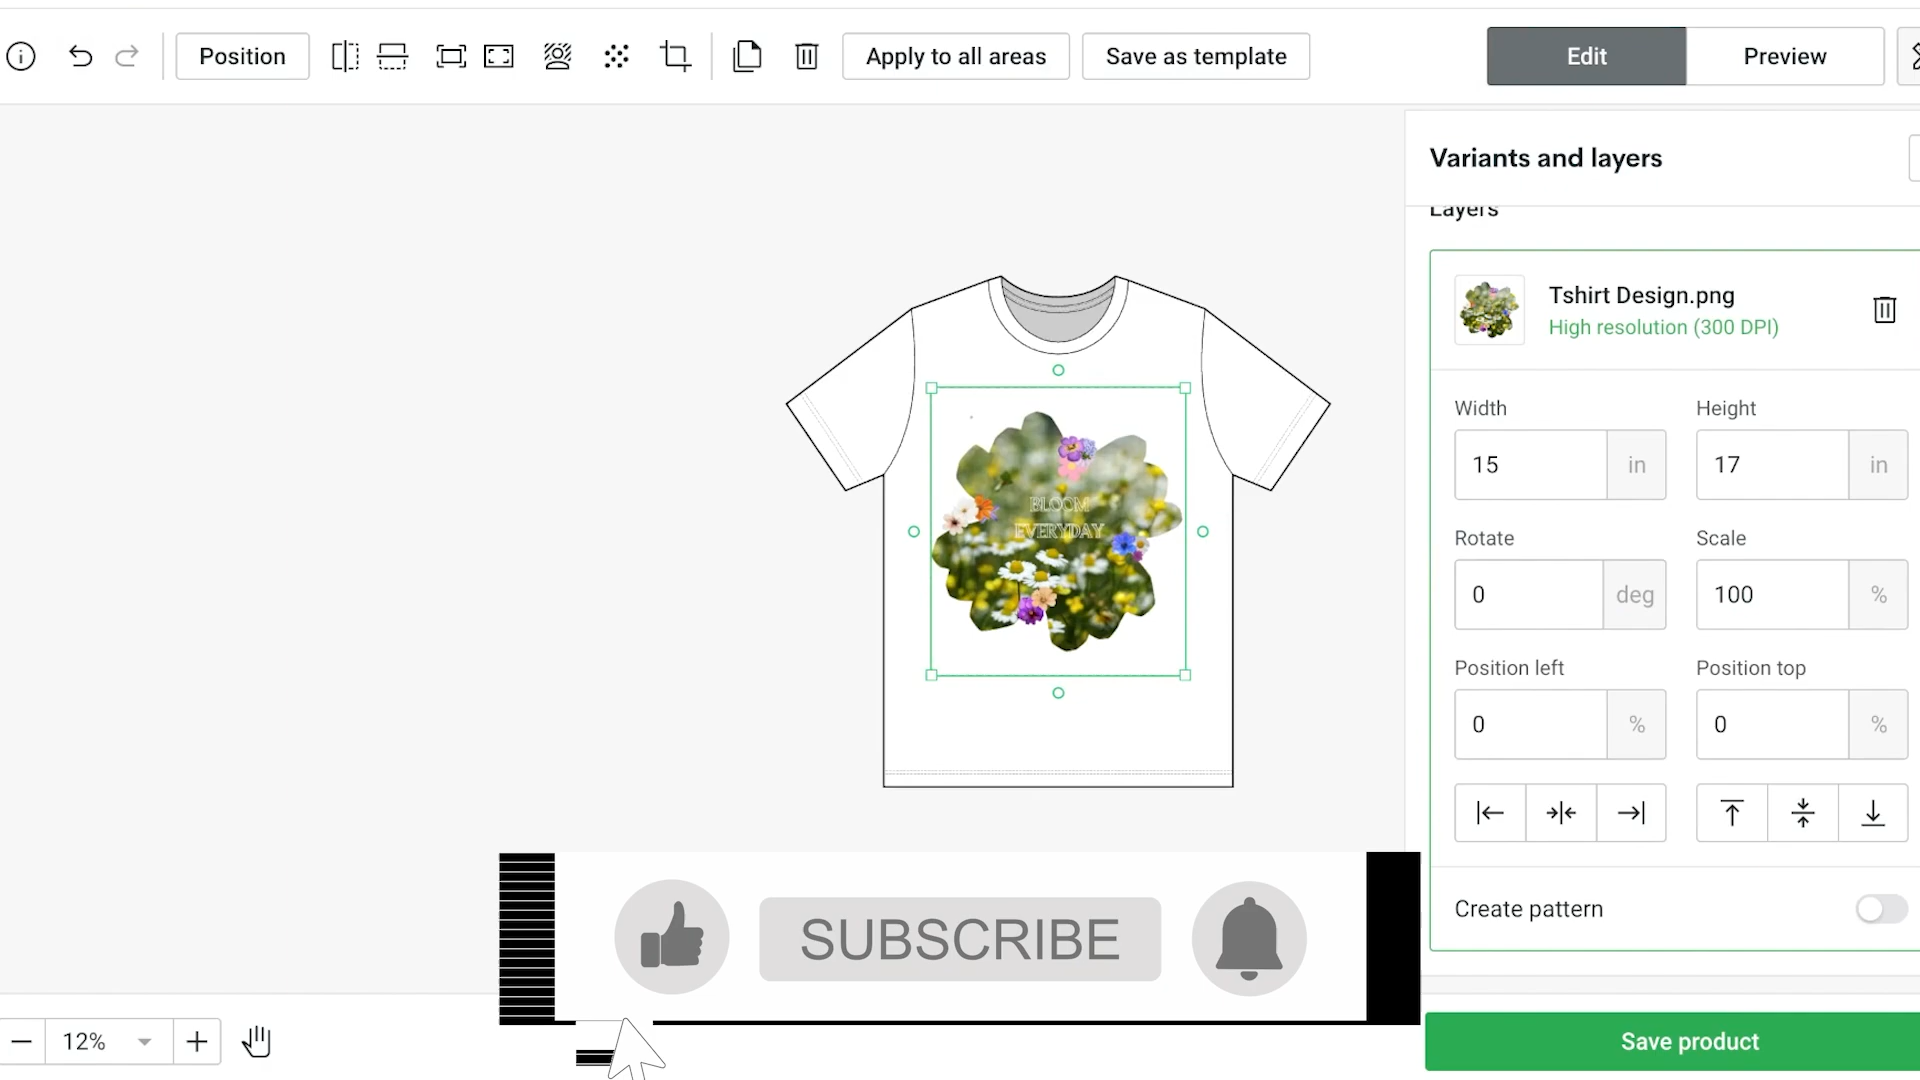 Position
Apply to all areas
Save as template
Edit
Preview
Variants and layers
Layers
Tshirt Design.png
High resolution (300 DPI)
Width
Height
15 in
17 in
Rotate
Scale
0 deg
100 %
Position left
Position top
0 %
0 %
Create pattern
BLOOM
EVERYDAY
SUBSCRIBE
12%
Save product